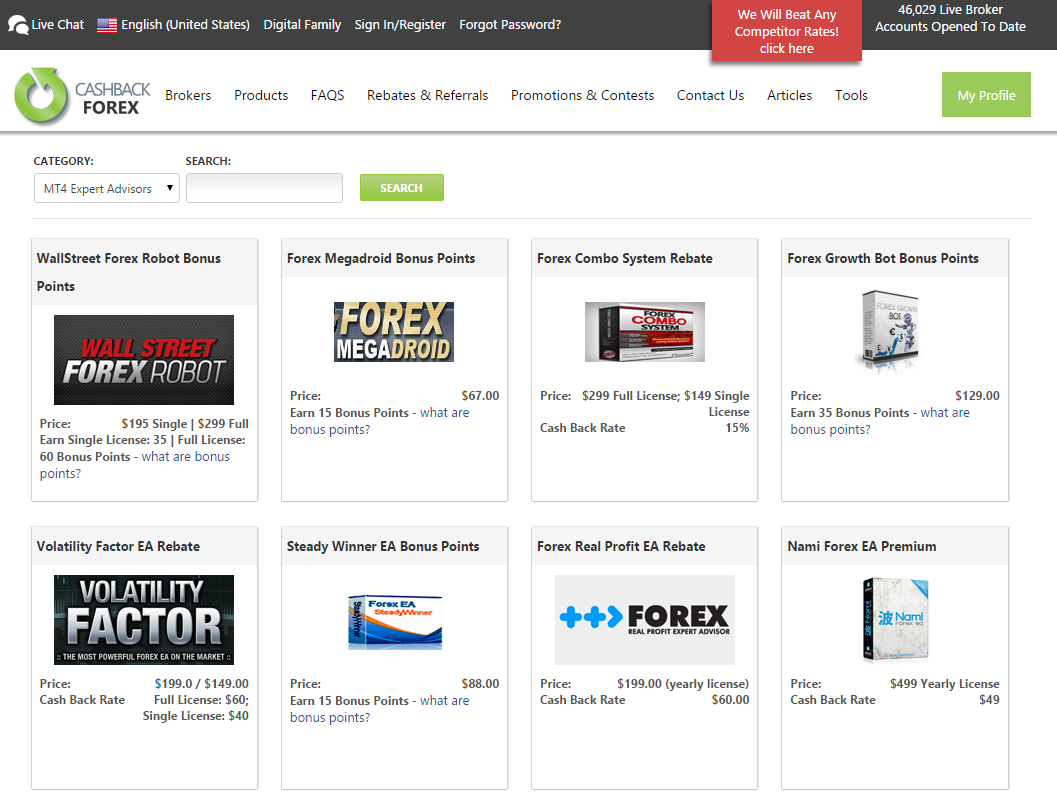 Live Chat English (United States) Digital Family Sign In/Register Forgot Password?
We Will Beat Any
Competitor Rates!
click here
46,029 Live Broker
Accounts Opened To Date
CASHBACK
FOREX
Brokers Products FAQS Rebates & Referrals Promotions & Contests Contact Us Articles Tools
My Profile
CATEGORY: SEARCH:
MT4 Expert Advisors
SEARCH
WallStreet Forex Robot Bonus
Points
WALL STREET
FOREX ROBOT
Price: $195 Single | $299 Full
Earn Single License: 35 | Full License:
60 Bonus Points - what are bonus
points?
Forex Megadroid Bonus Points
FOREX
MEGADROID
Price: $67.00
Earn 15 Bonus Points - what are
bonus points?
Forex Combo System Rebate
FOREX
COMBO
SYSTEM
Price: $299 Full License; $149 Single
License
Cash Back Rate 15%
Forex Growth Bot Bonus Points
FOREX GROWTH
BOT
Price: $129.00
Earn 35 Bonus Points - what are
bonus points?
Volatility Factor EA Rebate
VOLATILITY
FACTOR
:: THE MOST POWERFUL FOREX EA ON THE MARKET ::
Price: $199.0 / $149.00
Cash Back Rate Full License: $60;
Single License: $40
Steady Winner EA Bonus Points
Forex EA
SteadyWinner
Price: $88.00
Earn 15 Bonus Points - what are
bonus points?
Forex Real Profit EA Rebate
FOREX
REAL PROFIT EXPERT ADVISOR
Price: $199.00 (yearly license)
Cash Back Rate $60.00
Nami Forex EA Premium
波 Nami
Forex ea
Price: $499 Yearly License
Cash Back Rate $49